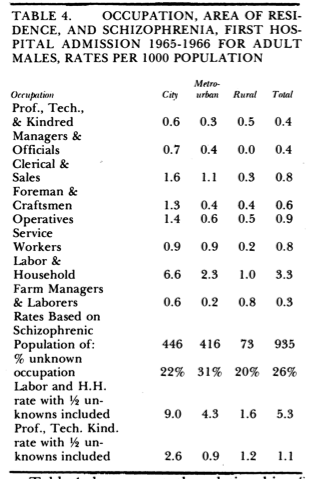 TABLE 4. OCCUPATION, AREA OF RESI-
DENCE, AND SCHIZOPHRENIA, FIRST HOS-
PITAL ADMISSION 1965-1966 FOR ADULT
MALES, RATES PER 1000 POPULATION
Metro-
Occupation City urban Rural Total
Prof., Tech.,
& Kindred 0.6 0.3 0.5 0.4
Managers &
Officials 0.7 0.4 0.0 0.4
Clerical &
Sales 1.6 1.1 0.3 0.8
Foreman &
Craftsmen 1.3 0.4 0.4 0.6
Operatives 1.4 0.6 0.5 0.9
Service
Workers 0.9 0.9 0.2 0.8
Labor &
Household 6.6 2.3 1.0 3.3
Farm Managers
& Laborers 0.6 0.2 0.8 0.3
Rates Based on
Schizophrenic
Population of: 446 416 73 935
% unknown
occupation 22% 31% 20% 26%
Labor and H.H.
rate with ½ un-
knowns included 9.0 4.3 1.6 5.3
Prof., Tech. Kind.
rate with ½ un-
knowns included 2.6 0.9 1.2 1.1